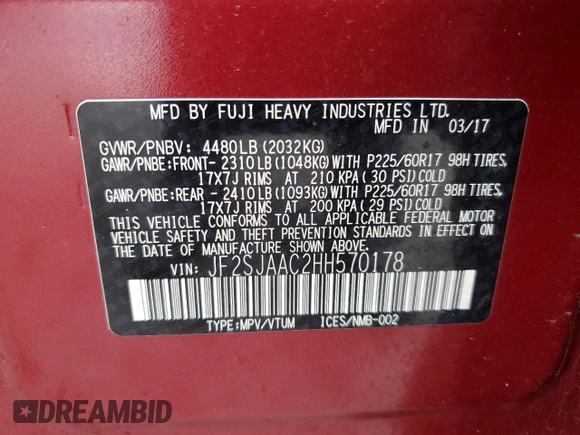 MFD BY FUJI HEAVY INDUSTRIES LTD.
MFD IN 03/17
GVWR/PNBV: 4480LB (2032KG)
GAWR/PNBE:FRONT- 2310LB (1048KG) WITH P225/60R17 98H TIRES,
17X7J RIMS AT 210 KPA (30 PSI) COLD
GAWR/PNBE:REAR - 2410LB (1093KG) WITH P225/60R17 98H TIRES,
17X7J RIMS AT 200 KPA (29 PSI) COLD
THIS VEHICLE CONFORMS TO ALL APPLICABLE FEDERAL MOTOR
VEHICLE SAFETY AND THEFT PREVENTION STANDARDS IN EFFECT
ON THE DATE OF MANUFACTURE SHOWN ABOVE.
VIN: JF2SJAAC2HH570178
TYPE:MPV/VTUM ICES/NMB-002
DREAMBID